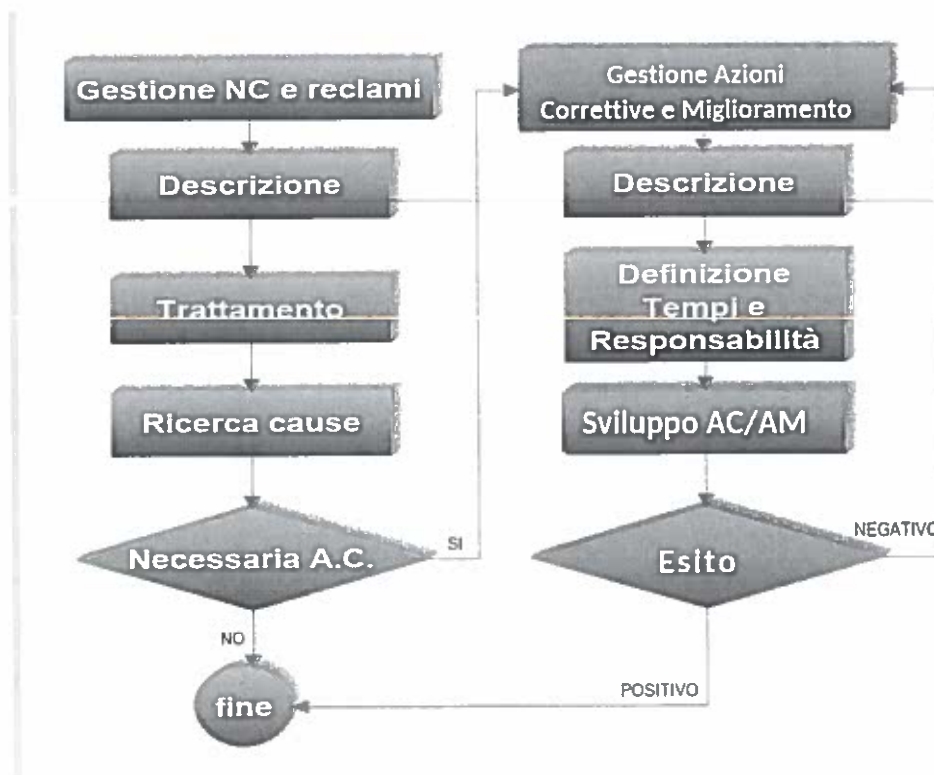 Gestione NC e reclami
Descrizione
Trattamento
Ricerca cause
Necessaria A.C.
SI
NO
fine
Gestione Azioni
Correttive e Miglioramento
Descrizione
Definizione
Tempi e
Responsabilità
Sviluppo AC/AM
Esito
NEGATIVO
POSITIVO